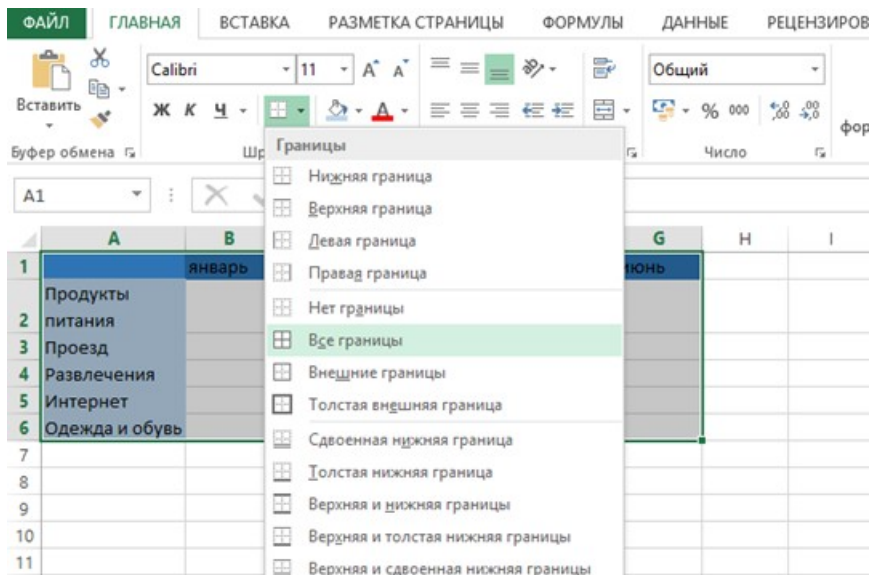 ФАЙЛ ГЛАВНАЯ ВСТАВКА РАЗМЕТКА СТРАНИЦЫ ФОРМУЛЫ ДАННЫЕ РЕЦЕНЗИРОВ
Calibri 11 A A Общий
Вставить Ж К Ч A % 000
фор
Буфер обмена Шр Число
A1
Границы
Нижняя граница
Верхняя граница
Левая граница
Правая граница
Нет границы
Все границы
Внешние границы
Толстая внешняя граница
Сдвоенная нижняя граница
Толстая нижняя граница
Верхняя и нижняя границы
Верхняя и толстая нижняя границы
Верхняя и сдвоенная нижняя границы
A B G H I
1 январь июнь
2 Продукты
питания
3 Проезд
4 Развлечения
5 Интернет
6 Одежда и обувь
7
8
9
10
11